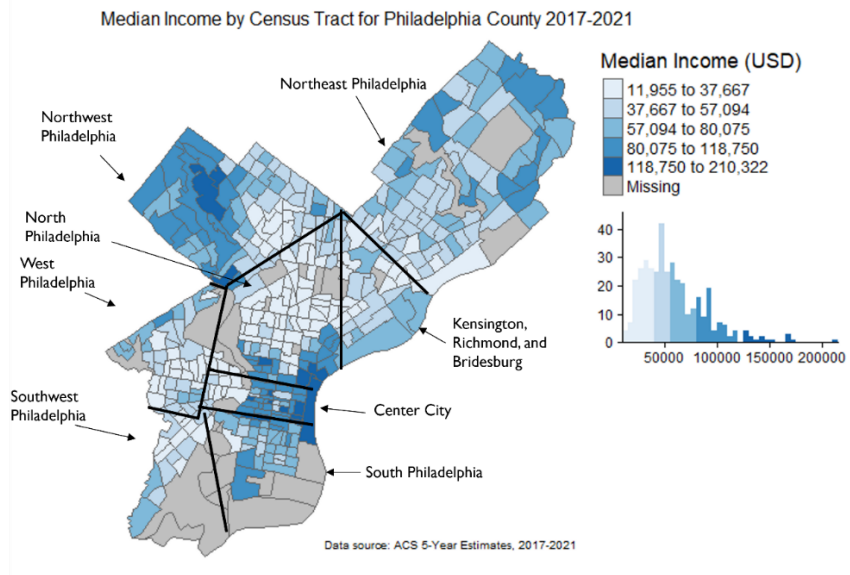 Median Income by Census Tract for Philadelphia County 2017-2021
Northeast Philadelphia
Northwest
Philadelphia
North
Philadelphia
West
Philadelphia
Southwest
Philadelphia
Kensington,
Richmond, and
Bridesburg
Center City
South Philadelphia
Median Income (USD)
11,955 to 37,667
37,667 to 57,094
57,094 to 80,075
80,075 to 118,750
118,750 to 210,322
Missing
40
30
20
10
0
50000 100000 150000 200000
Data source: ACS 5-Year Estimates, 2017-2021